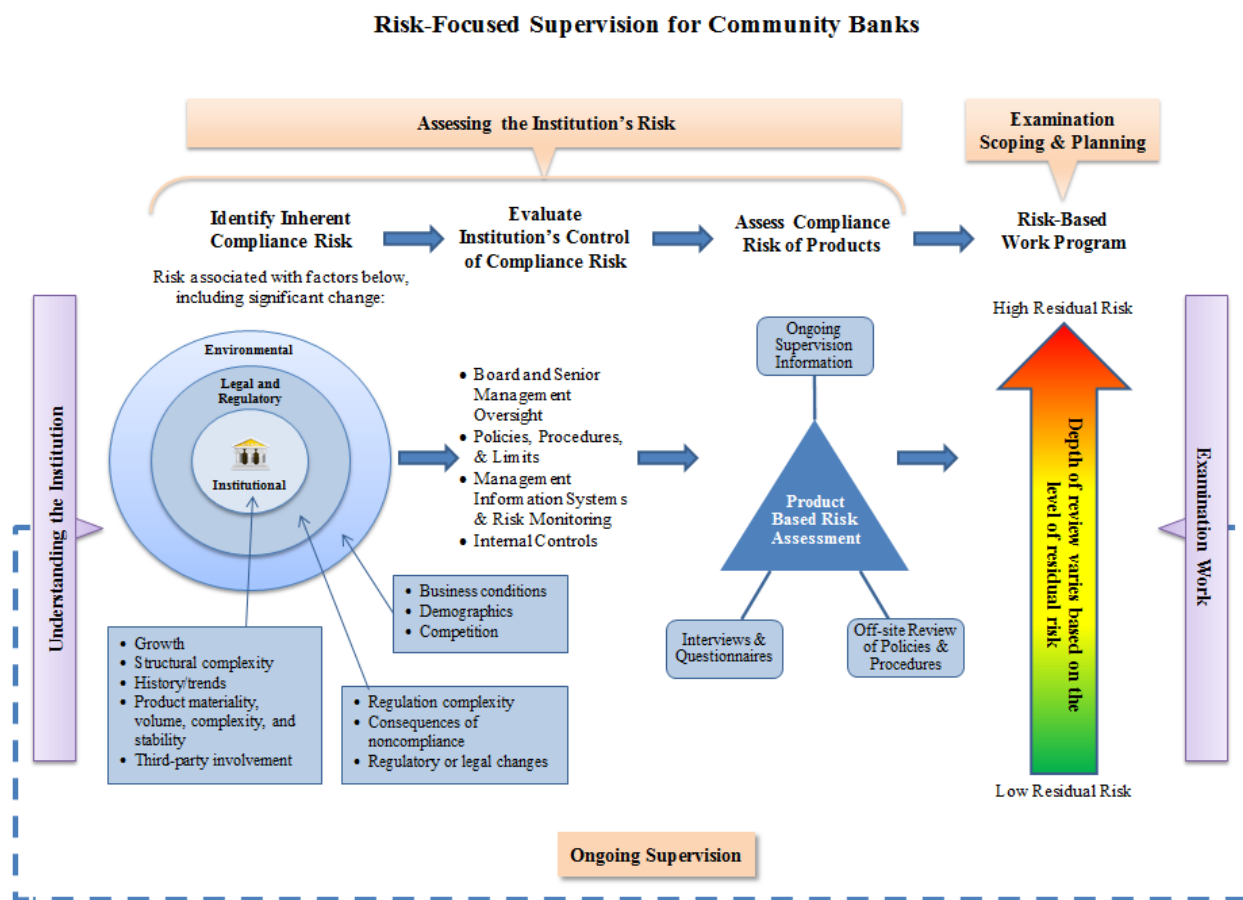 Risk-Focused Supervision for Community Banks
Assessing the Institution's Risk
Examination
Scoping & Planning
Identify Inherent
Compliance Risk
Evaluate
Institution's Control
of Compliance Risk
Assess Compliance
Risk of Products
Risk-Based
Work Program
Risk associated with factors below,
including significant change:
Understanding the Institution
Environmental
Legal and
Regulatory
Institutional
• Board and Senior
Management
Oversight
• Policies, Procedures,
& Limits
• Management
Information Systems
& Risk Monitoring
• Internal Controls
• Business conditions
• Demographics
• Competition
• Growth
• Structural complexity
• History/trends
• Product materiality,
volume, complexity, and
stability
• Third-party involvement
• Regulation complexity
• Consequences of
noncompliance
• Regulatory or legal changes
Ongoing
Supervision
Information
Product
Based Risk
Assessment
Interviews &
Questionnaires
Off-site Review
of Policies &
Procedures
High Residual Risk
Depth of review varies based on the
level of residual risk
Low Residual Risk
Examination Work
Ongoing Supervision